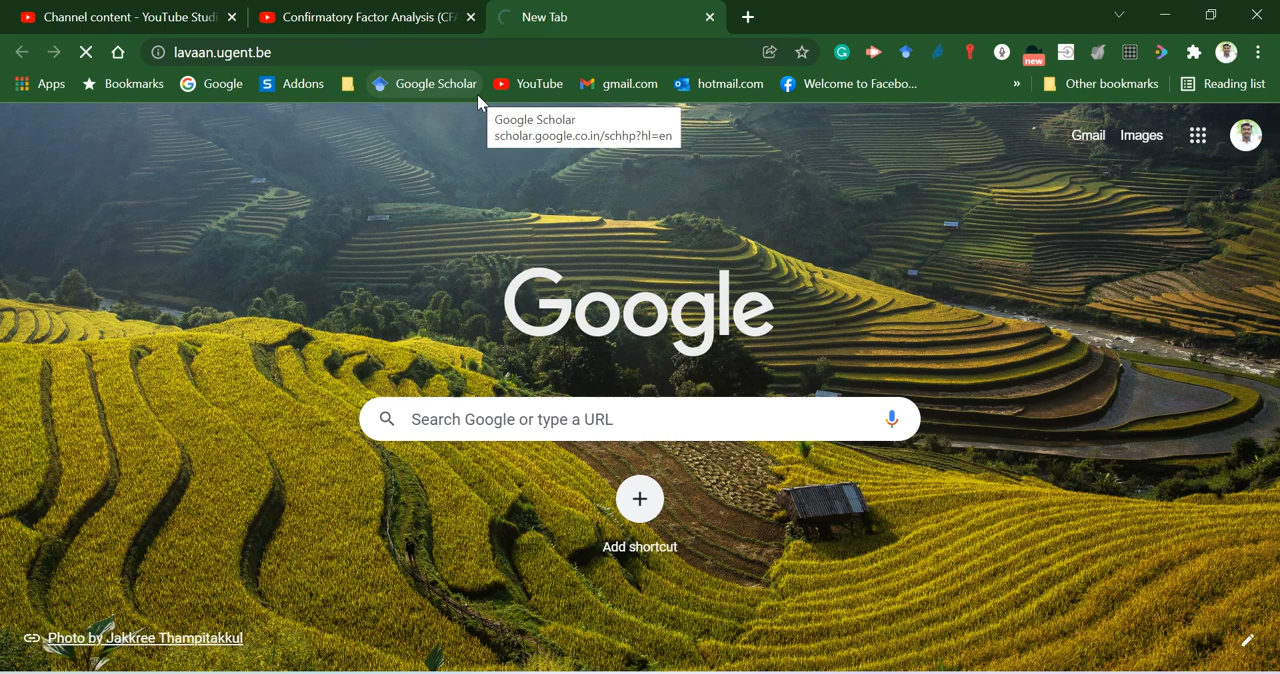 Channel content - YouTube Studi
Confirmatory Factor Analysis (CF
New Tab
lavaan.ugent.be
new
Apps
Bookmarks
Google
Addons
Google Scholar
YouTube
gmail.com
hotmail.com
Welcome to Facebo...
»
Other bookmarks
Reading list
Google Scholar
scholar.google.co.in/schhp?hl=en
Gmail
Images
Google
Search Google or type a URL
Add shortcut
Photo by Jakkree Thampitakkul